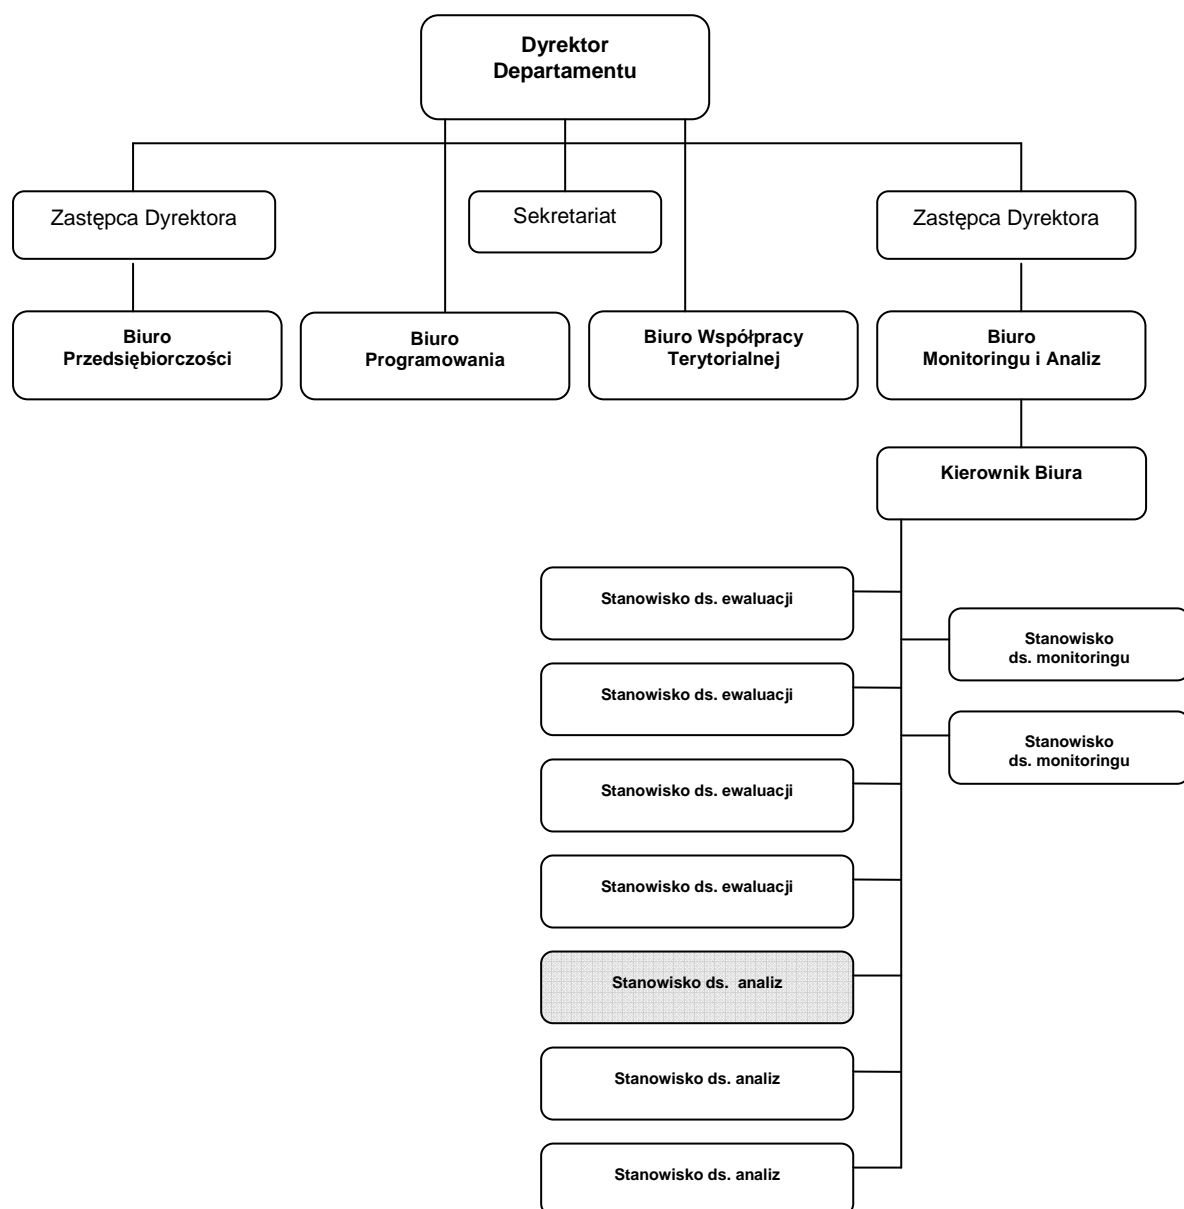 Dyrektor
Departamentu
Zastępca Dyrektora
Sekretariat
Zastępca Dyrektora
Biuro
Przedsiębiorczości
Biuro
Programowania
Biuro Współpracy
Terytorialnej
Biuro
Monitoringu i Analiz
Kierownik Biura
Stanowisko ds. ewaluacji
Stanowisko
ds. monitoringu
Stanowisko ds. ewaluacji
Stanowisko
ds. monitoringu
Stanowisko ds. ewaluacji
Stanowisko ds. ewaluacji
Stanowisko ds. analiz
Stanowisko ds. analiz
Stanowisko ds. analiz